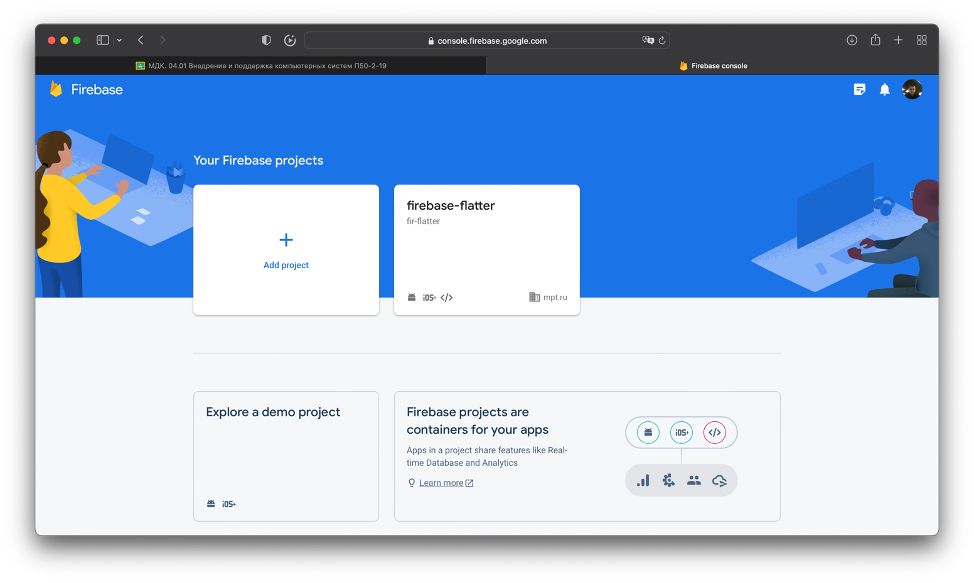 console.firebase.google.com
МДК. 04.01 Внедрение и поддержка компьютерных систем П50-2-19
Firebase console
Firebase
Your Firebase projects
Add project
firebase-flatter
fir-flatter
iOS+
mpt.ru
Explore a demo project
iOS+
Firebase projects are
containers for your apps
Apps in a project share features like Real-
time Database and Analytics
Learn more
iOS+